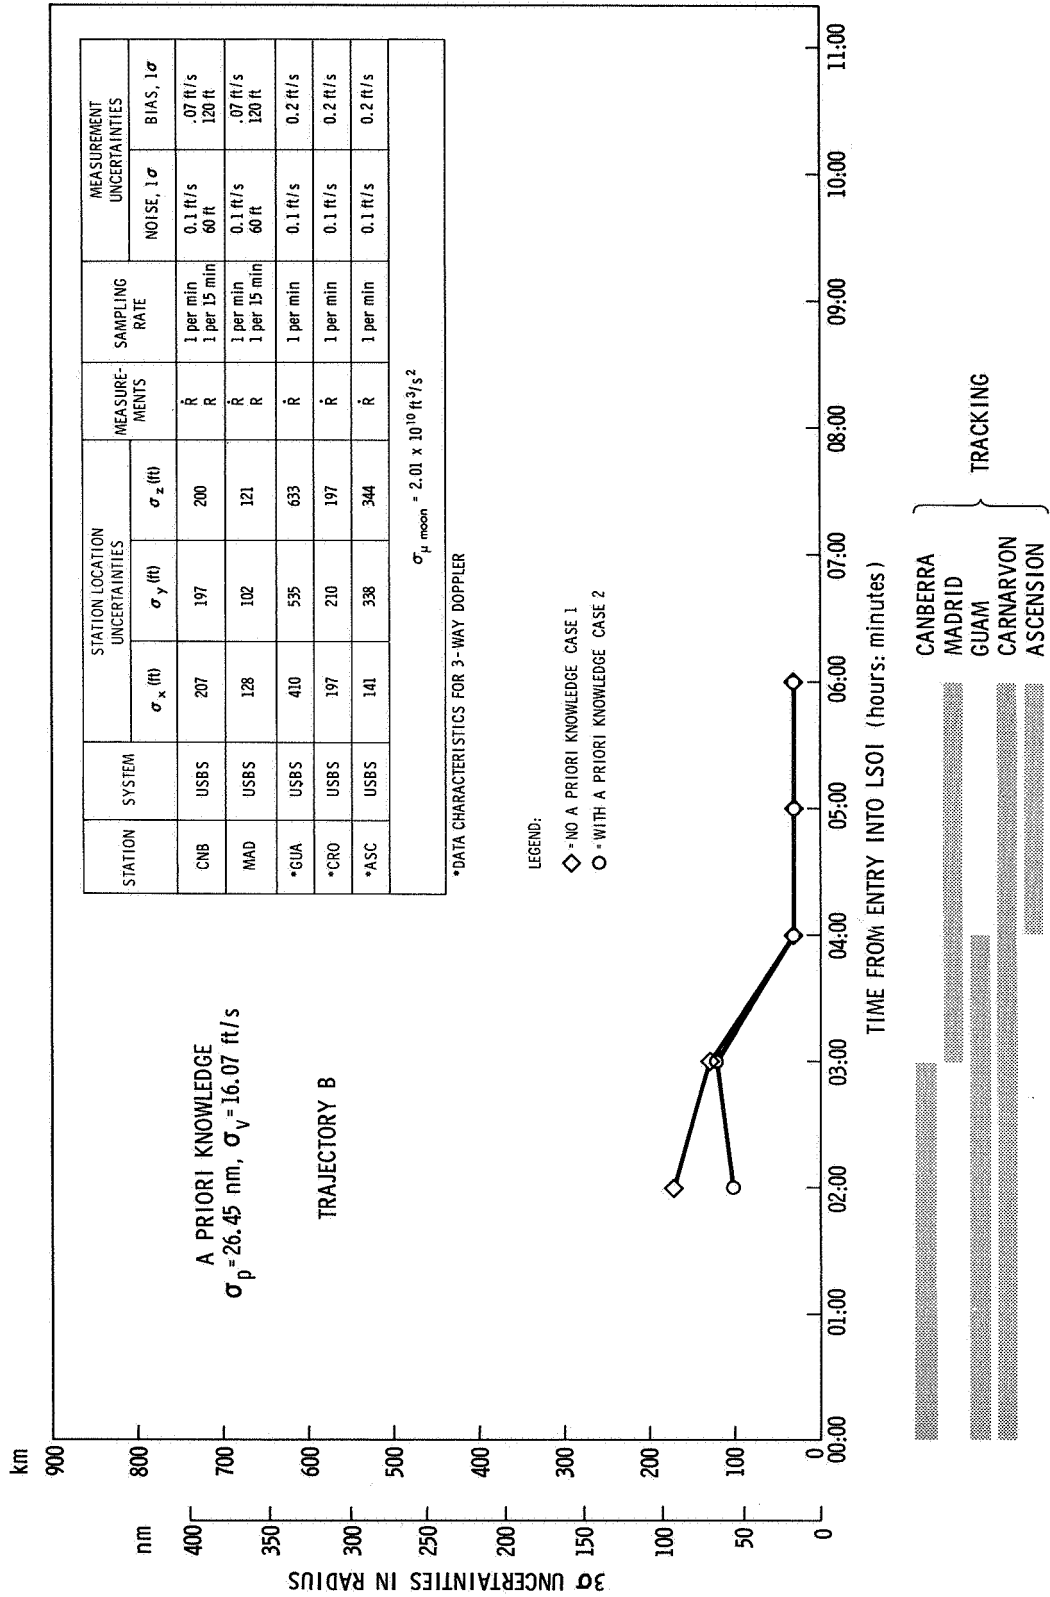 km
900
800
700
600
500
400
300
200
100
0
nm
400
350
300
250
200
150
100
50
0
3σ UNCERTAINTIES IN RADIUS
A PRIORI KNOWLEDGE
σp=26.45 nm, σv=16.07 ft/s
TRAJECTORY B
STATION SYSTEM STATION LOCATION UNCERTAINTIES MEASURE-MENTS SAMPLING RATE MEASUREMENT UNCERTAINTIES
σx(ft) σy(ft) σz(ft) NOISE, 1σ BIAS, 1σ
CNB USBS 207 197 200 Ṙ 1 per min 0.1 ft/s .07 ft/s
R 1 per 15 min 60 ft 120 ft
MAD USBS 128 102 121 Ṙ 1 per min 0.1 ft/s .07 ft/s
R 1 per 15 min 60 ft 120 ft
*GUA USBS 410 535 633 Ṙ 1 per min 0.1 ft/s 0.2 ft/s
*CRO USBS 197 210 197 Ṙ 1 per min 0.1 ft/s 0.2 ft/s
*ASC USBS 141 338 344 Ṙ 1 per min 0.1 ft/s 0.2 ft/s
σμ moon = 2.01 x 10¹⁰ ft³/s²
*DATA CHARACTERISTICS FOR 3-WAY DOPPLER
LEGEND:
◇ = NO A PRIORI KNOWLEDGE CASE 1
○ = WITH A PRIORI KNOWLEDGE CASE 2
00:00 01:00 02:00 03:00 04:00 05:00 06:00 07:00 08:00 09:00 10:00 11:00
TIME FROM ENTRY INTO LSOI (hours: minutes)
CANBERRA
MADRID
GUAM
CARNARVON
ASCENSION
TRACKING